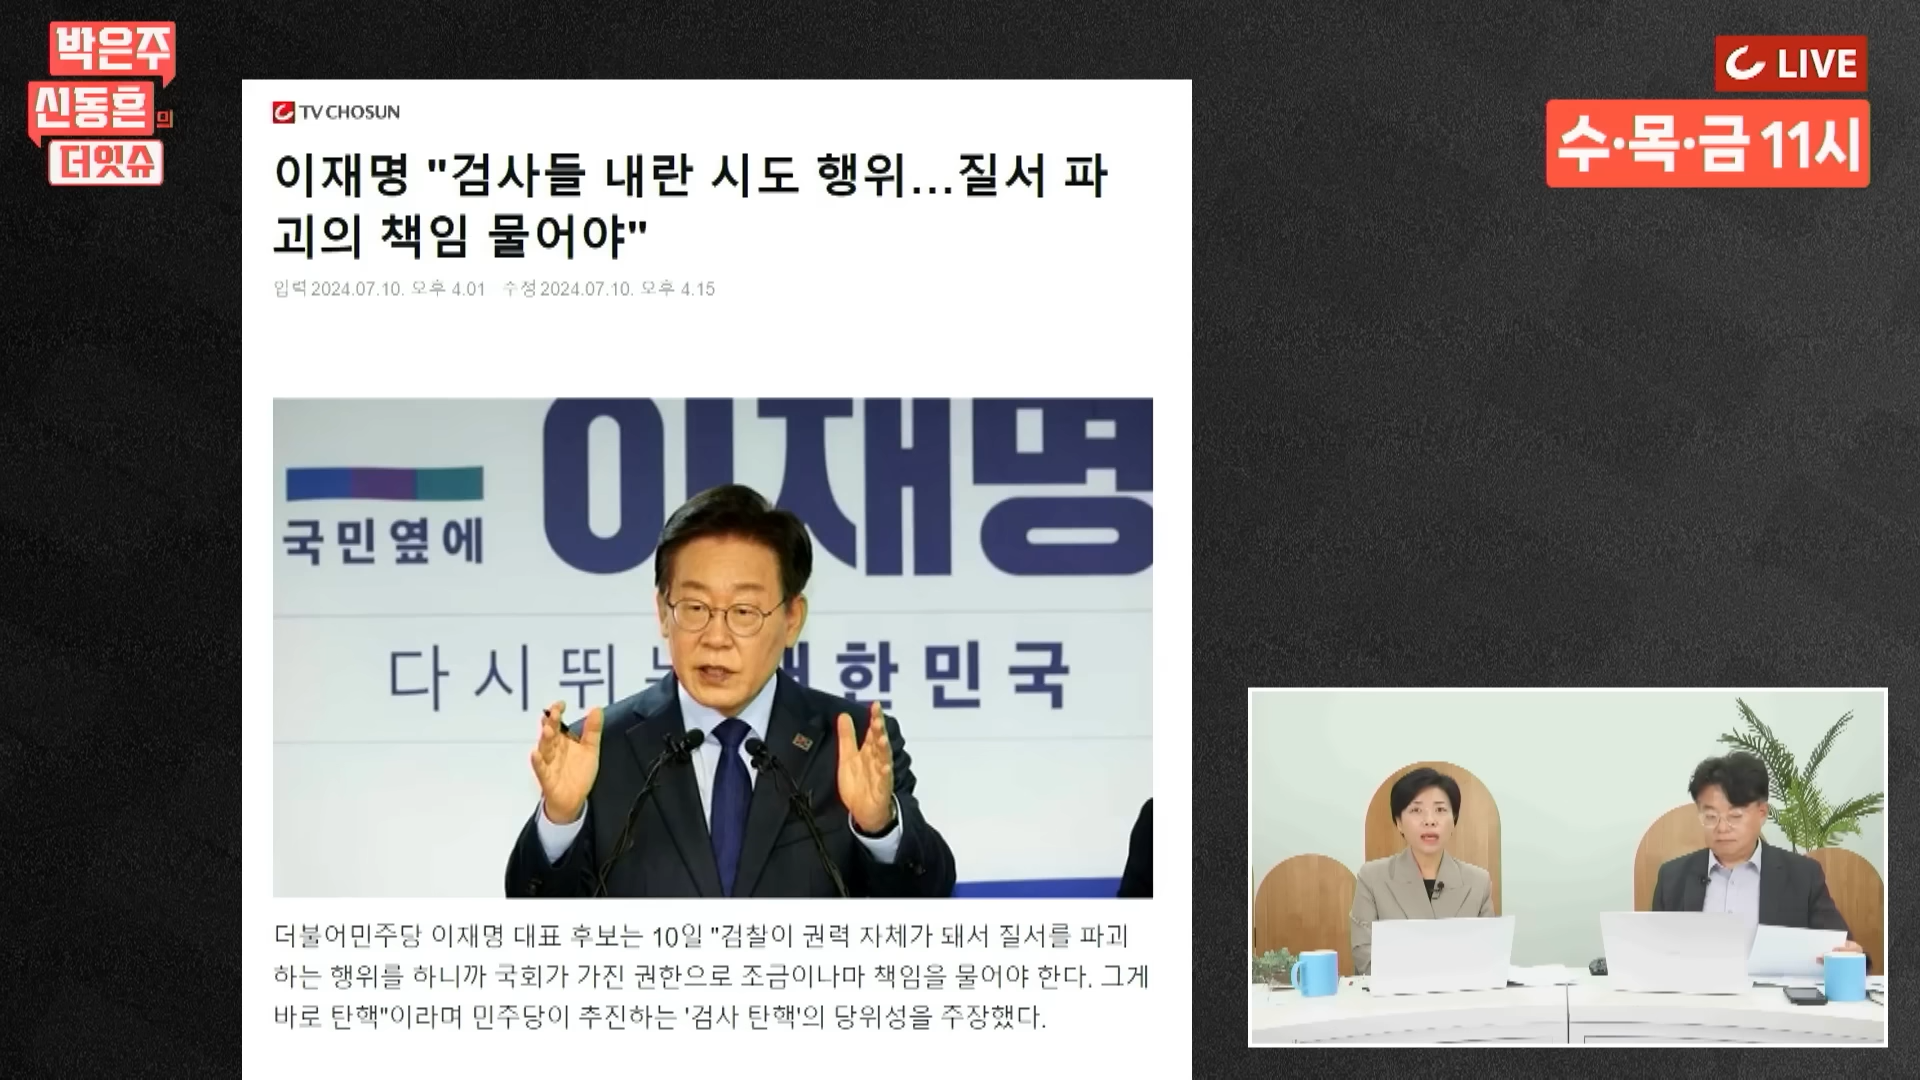 박은주
신동흔의
더잇슈
LIVE
수·목·금 11시
TV CHOSUN
이재명 "검사들 내란 시도 행위...질서 파
괴의 책임 물어야"
입력 2024.07.10. 오후 4.01 수정 2024.07.10. 오후 4.15
이재명
국민옆에
다시뛰는 대한민국
더불어민주당 이재명 대표 후보는 10일 "검찰이 권력 자체가 돼서 질서를 파괴
하는 행위를 하니까 국회가 가진 권한으로 조금이나마 책임을 물어야 한다. 그게
바로 탄핵"이라며 민주당이 추진하는 '검사 탄핵'의 당위성을 주장했다.